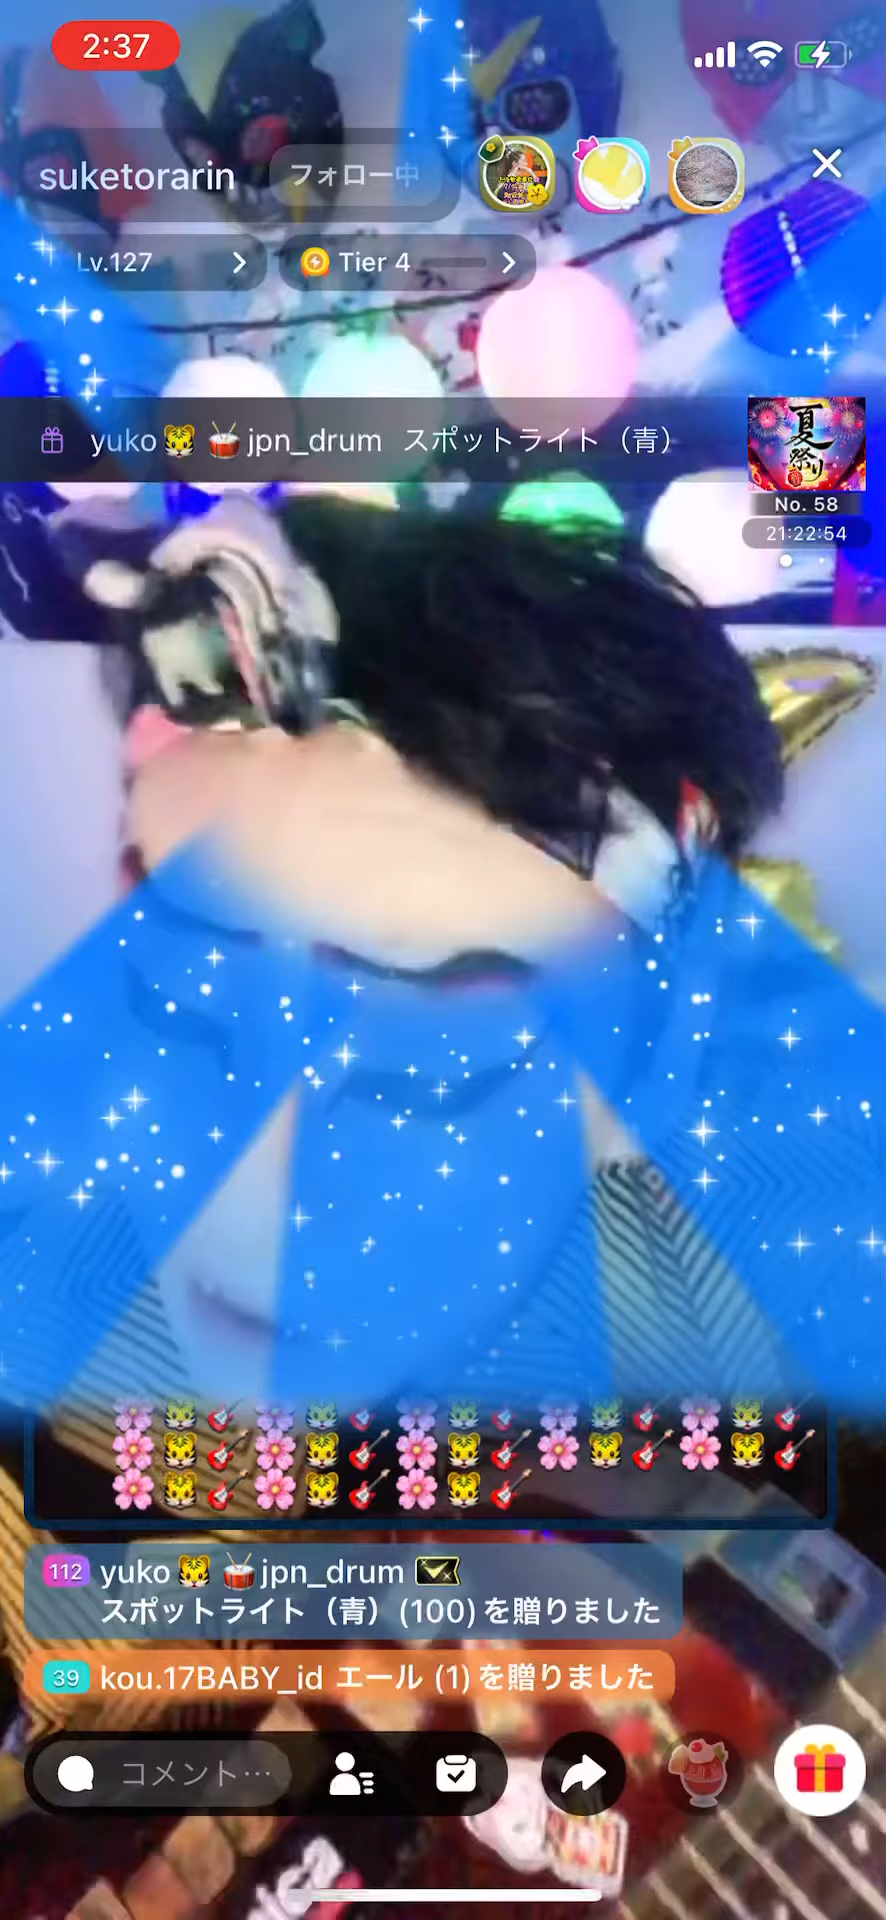 2:37
suketorarin フォロー中
Lv.127
Tier 4
yuko🐯🥁jpn_drum スポットライト（青）
夏祭り
No. 58
21:22:54
🌸🐯🎸🌸🐯🎸🌸🐯🎸🌸🐯🎸🌸🐯🎸
🌸🐯🎸🌸🐯🎸🌸🐯🎸🌸🐯🎸🌸🐯🎸
🌸🐯🎸🌸🐯🎸🌸🐯🎸
112 yuko🐯🥁jpn_drum
スポットライト（青）(100)を贈りました
39 kou.17BABY_id エール (1)を贈りました
コメント…